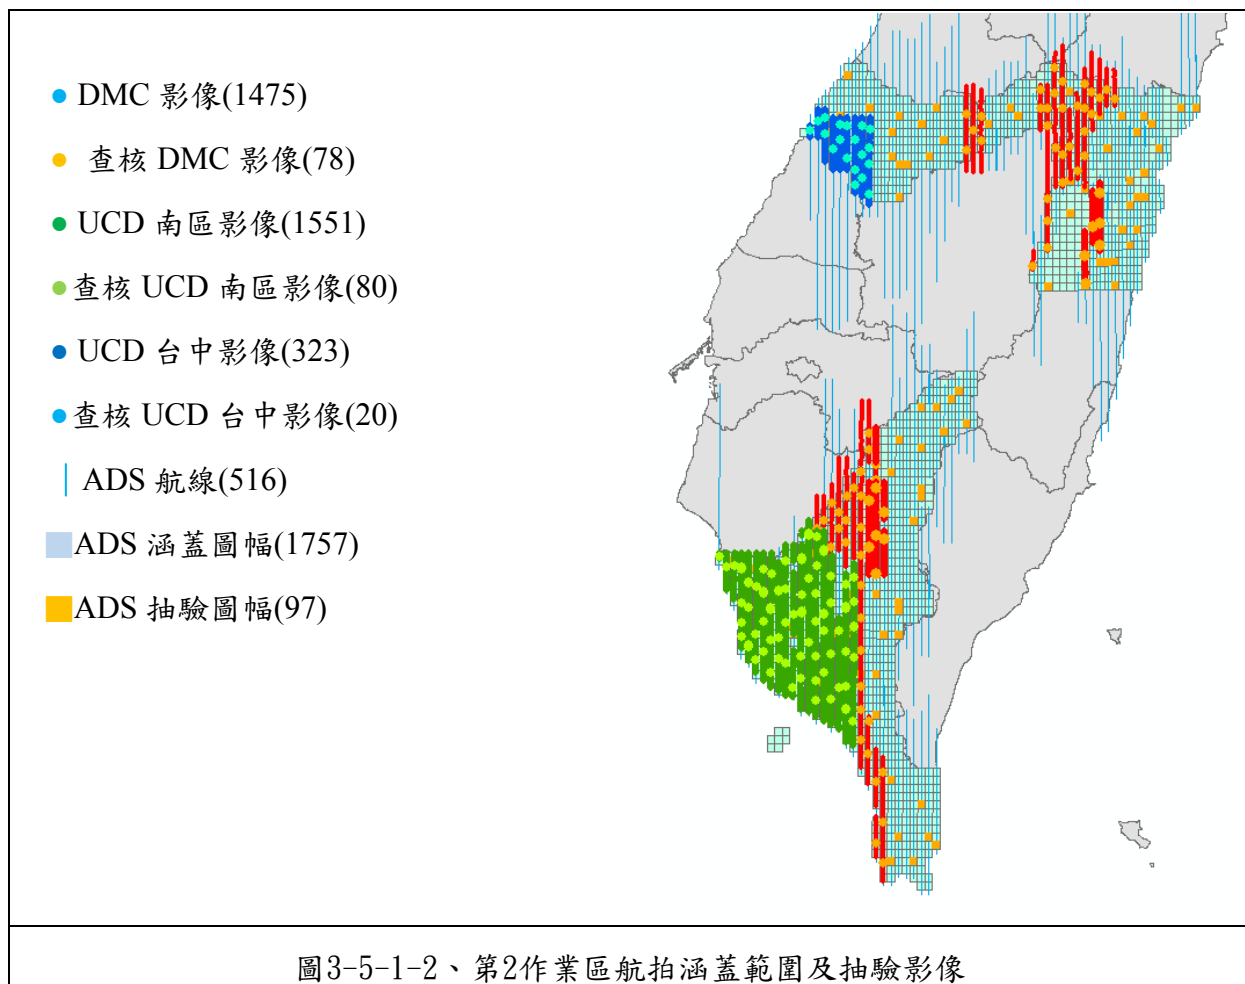 DMC 影像(1475)
查核 DMC 影像(78)
UCD 南區影像(1551)
查核 UCD 南區影像(80)
UCD 台中影像(323)
查核 UCD 台中影像(20)
ADS 航線(516)
ADS 涵蓋圖幅(1757)
ADS 抽驗圖幅(97)
圖3-5-1-2、第2作業區航拍涵蓋範圍及抽驗影像